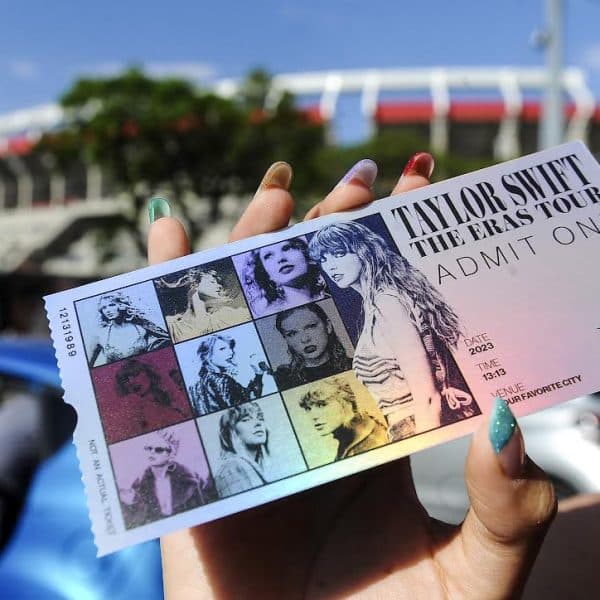 TAYLOR SWIFT
THE ERAS TOUR
ADMIT ON
DATE
2023
TIME
13:13
VENUE
YOUR FAVORITE CITY
12131989
NOT AN ACTUAL TICKET